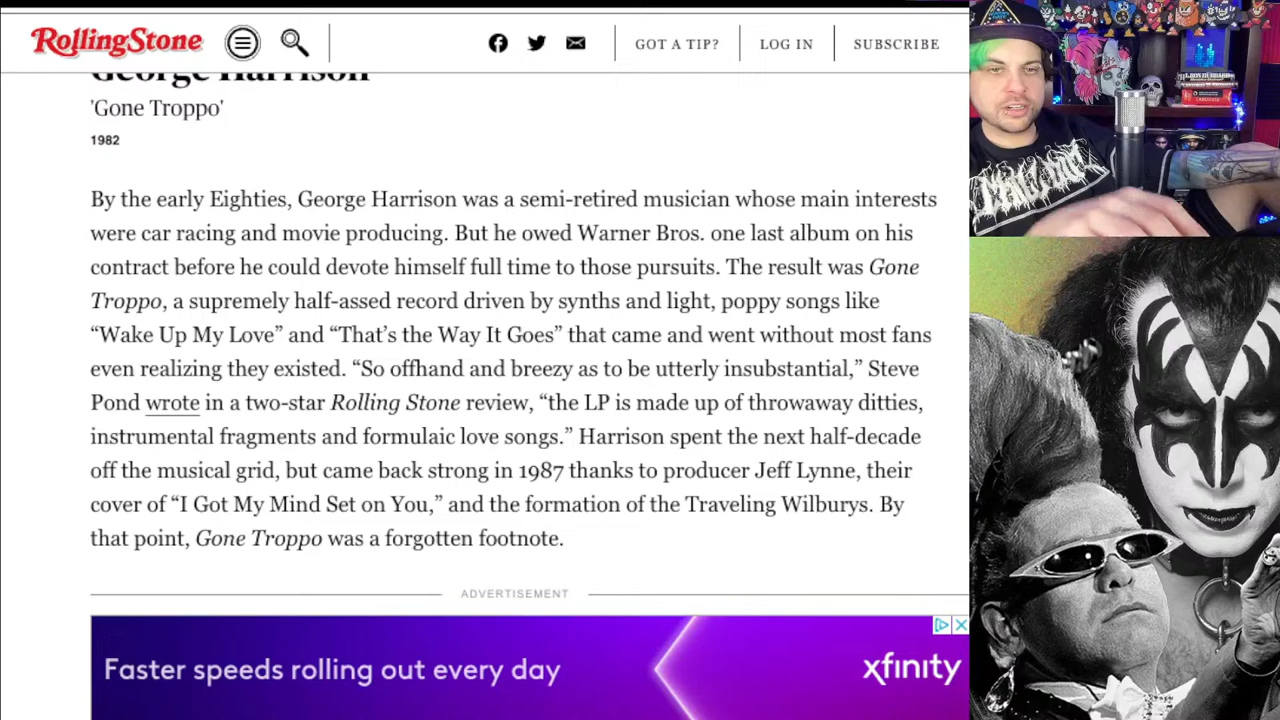 RollingStone
GOT A TIP?
LOG IN
SUBSCRIBE
George Harrison
'Gone Troppo'
1982
By the early Eighties, George Harrison was a semi-retired musician whose main interests
were car racing and movie producing. But he owed Warner Bros. one last album on his
contract before he could devote himself full time to those pursuits. The result was Gone
Troppo, a supremely half-assed record driven by synths and light, poppy songs like
“Wake Up My Love” and “That’s the Way It Goes” that came and went without most fans
even realizing they existed. “So offhand and breezy as to be utterly insubstantial,” Steve
Pond wrote in a two-star Rolling Stone review, “the LP is made up of throwaway ditties,
instrumental fragments and formulaic love songs.” Harrison spent the next half-decade
off the musical grid, but came back strong in 1987 thanks to producer Jeff Lynne, their
cover of “I Got My Mind Set on You,” and the formation of the Traveling Wilburys. By
that point, Gone Troppo was a forgotten footnote.
ADVERTISEMENT
Faster speeds rolling out every day
xfinity